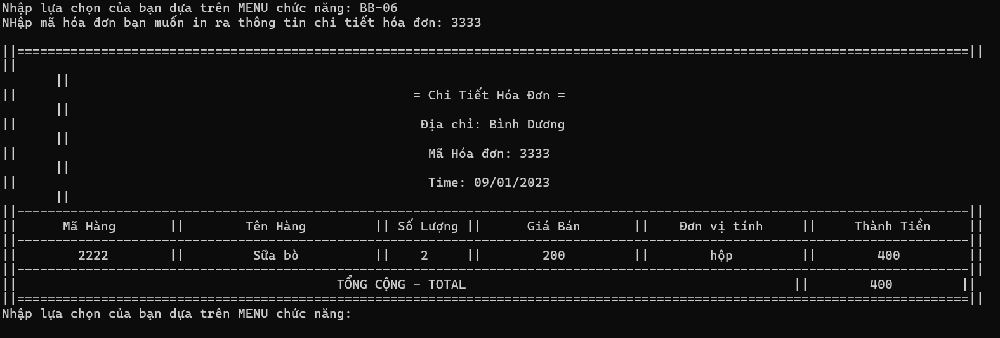 Nhập lựa chọn của bạn dựa trên MENU chức năng: BB-06
NHập mã hóa đơn bạn muốn in ra thông tin chi tiết hóa đơn: 3333
||=============================================================================================================================||
||
||
|| = Chi Tiết Hóa Đơn =
||
|| Địa chỉ: Bình Dương
||
|| Mã Hóa đơn: 3333
||
|| Time: 09/01/2023
||
||-----------------------------------------------------------------------------------------------------------------------------||
|| Mã Hàng || Tên Hàng || Số Lượng || Giá Bán || Đơn vị tính || Thành Tiền ||
||-----------------------------------------------------------------------------------------------------------------------------||
|| 2222 || Sữa bò || 2 || 200 || hộp || 400 ||
||-----------------------------------------------------------------------------------------------------------------------------||
|| TỔNG CỘNG - TOTAL || 400 ||
||=============================================================================================================================||
Nhập lựa chọn của bạn dựa trên MENU chức năng: